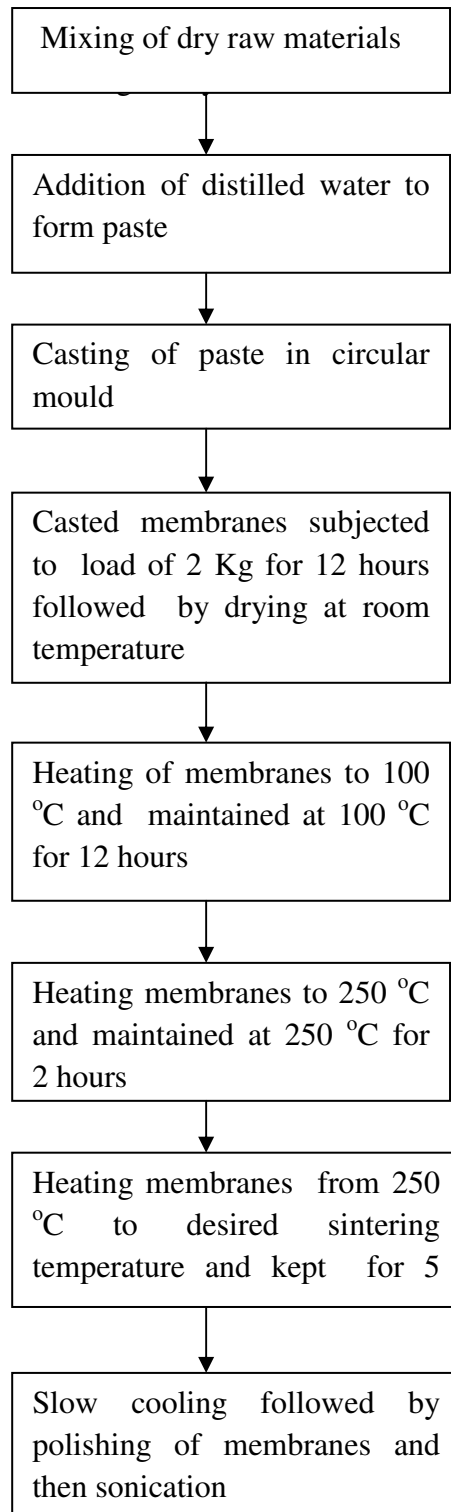 Mixing of dry raw materials
Addition of distilled water to
form paste
Casting of paste in circular
mould
Casted membranes subjected
to load of 2 Kg for 12 hours
followed by drying at room
temperature
Heating of membranes to 100
°C and maintained at 100 °C
for 12 hours
Heating membranes to 250 °C
and maintained at 250 °C for
2 hours
Heating membranes from 250
°C to desired sintering
temperature and kept for 5
Slow cooling followed by
polishing of membranes and
then sonication